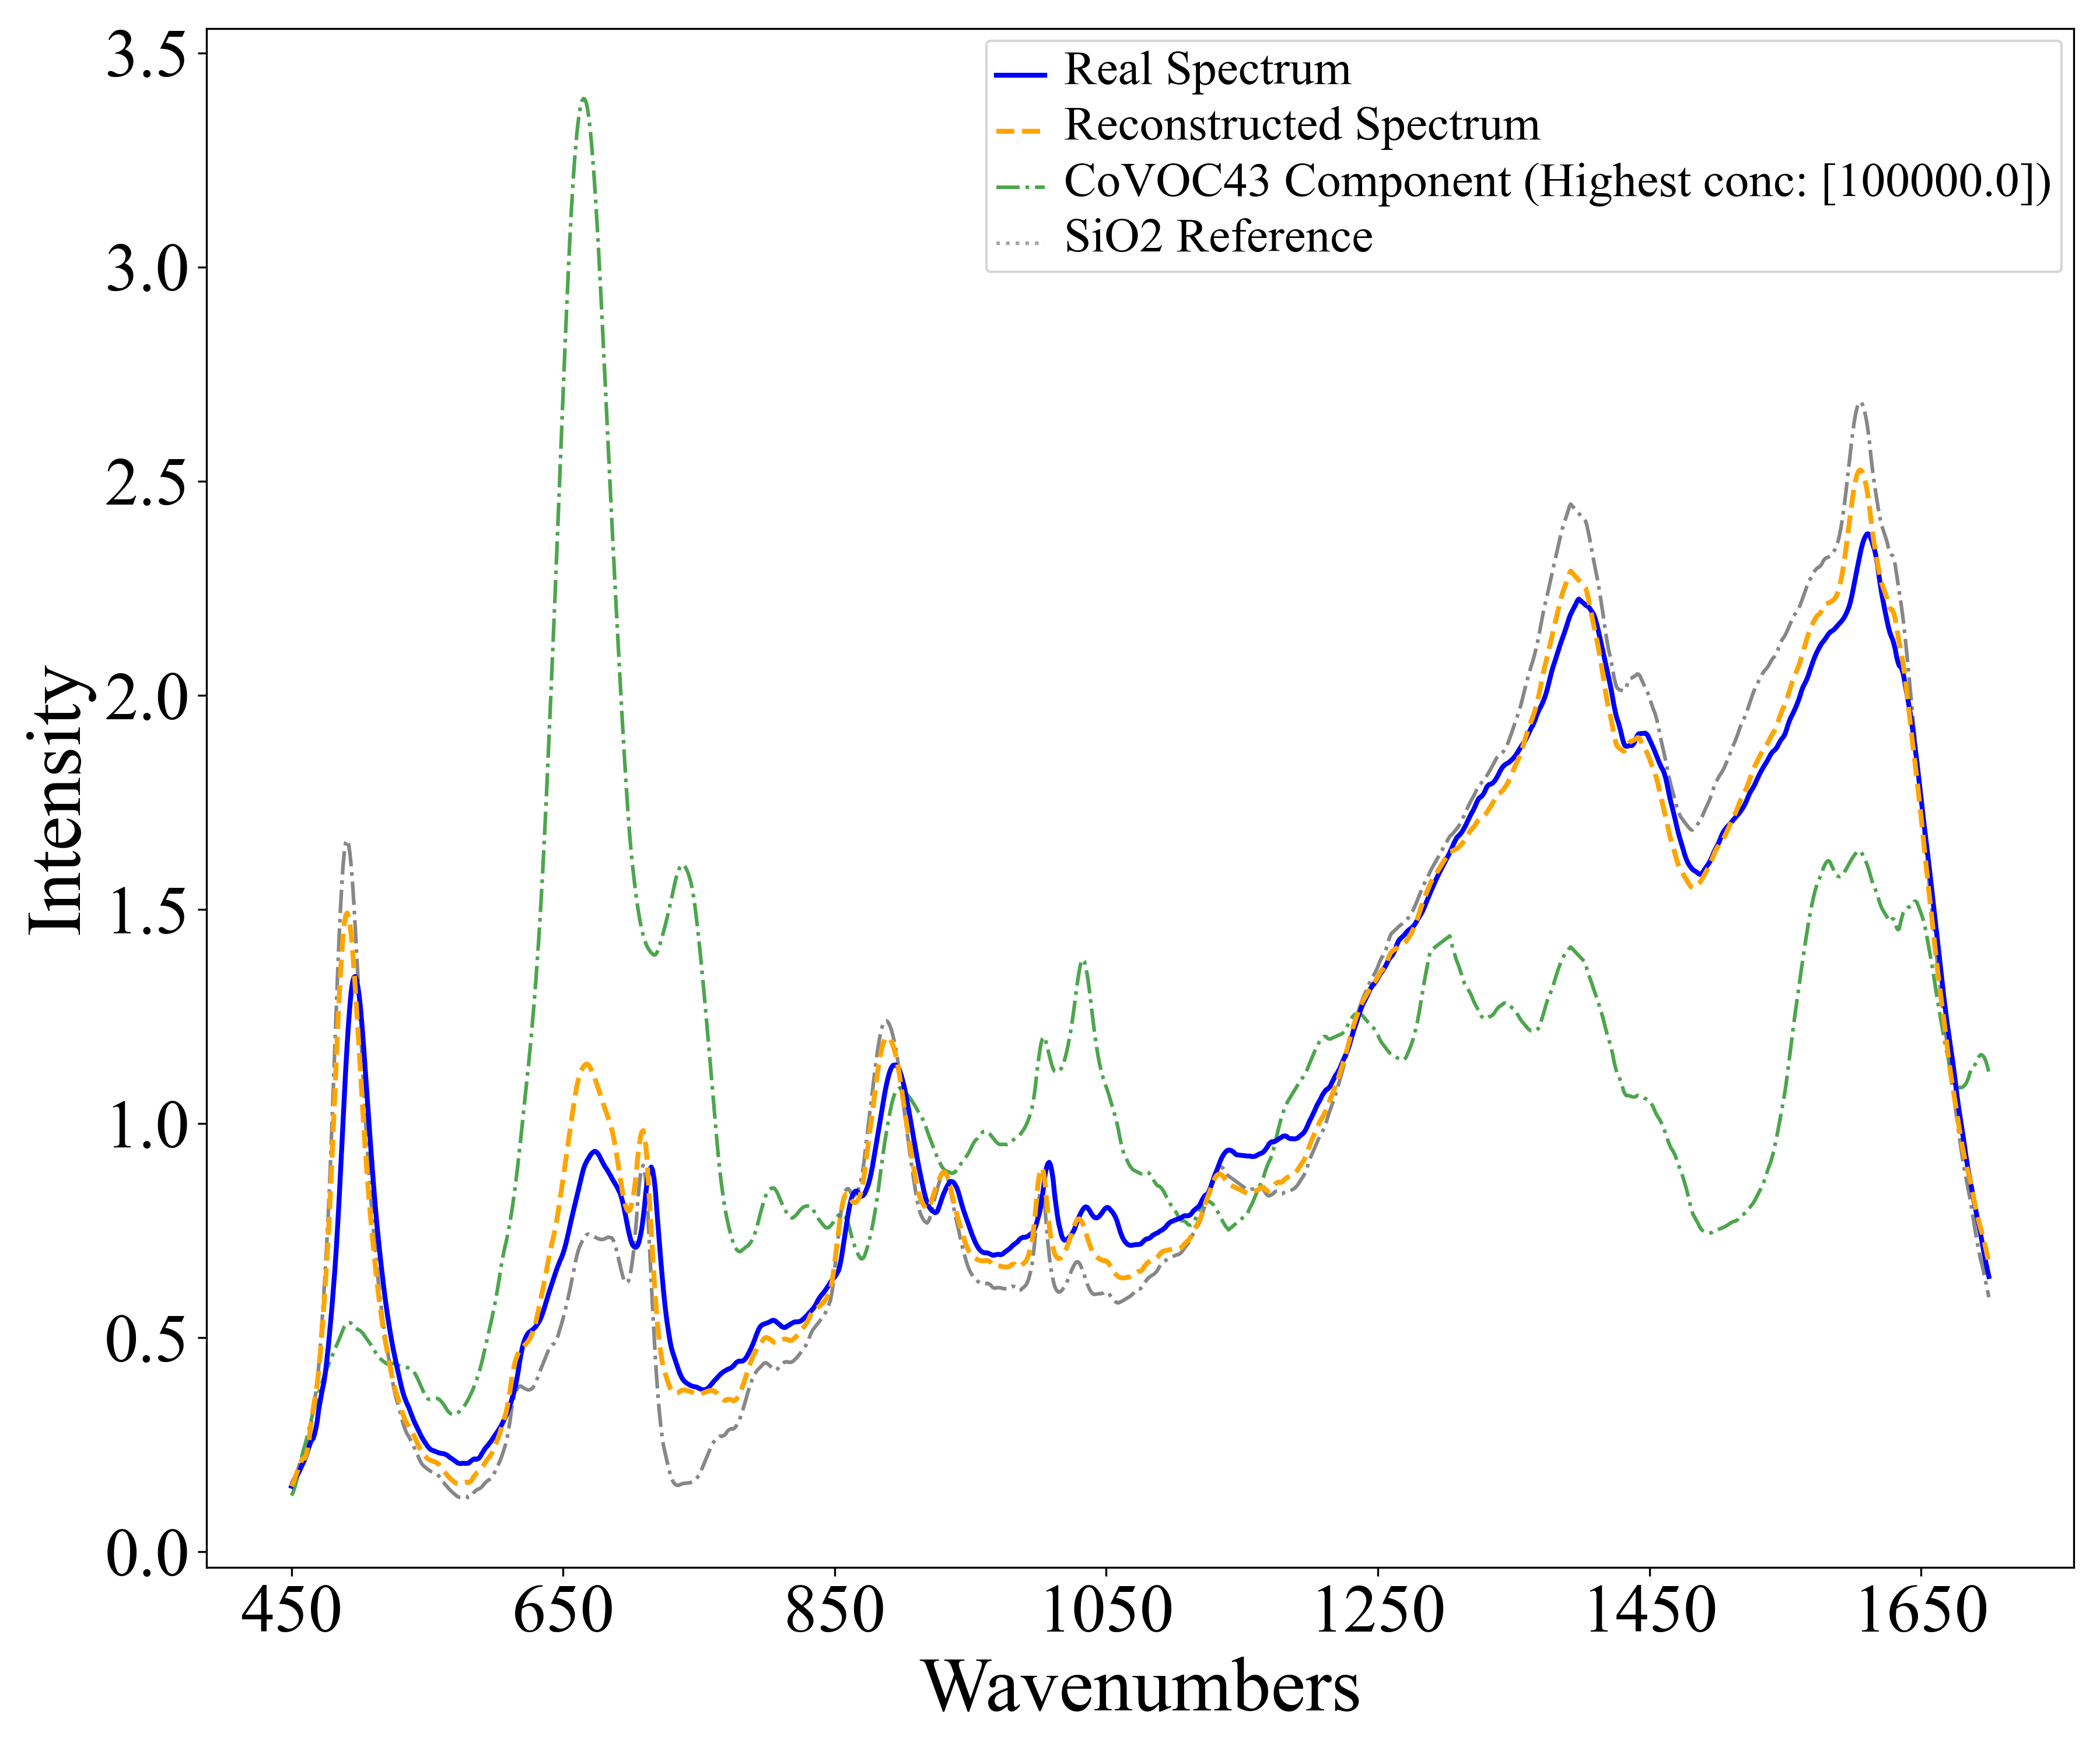 3.5
3.0
2.5
2.0
1.5
1.0
0.5
0.0
Intensity
Real Spectrum
Reconstructed Spectrum
CoVOC43 Component (Highest conc: [100000.0])
SiO2 Reference
450 650 850 1050 1250 1450 1650
Wavenumbers